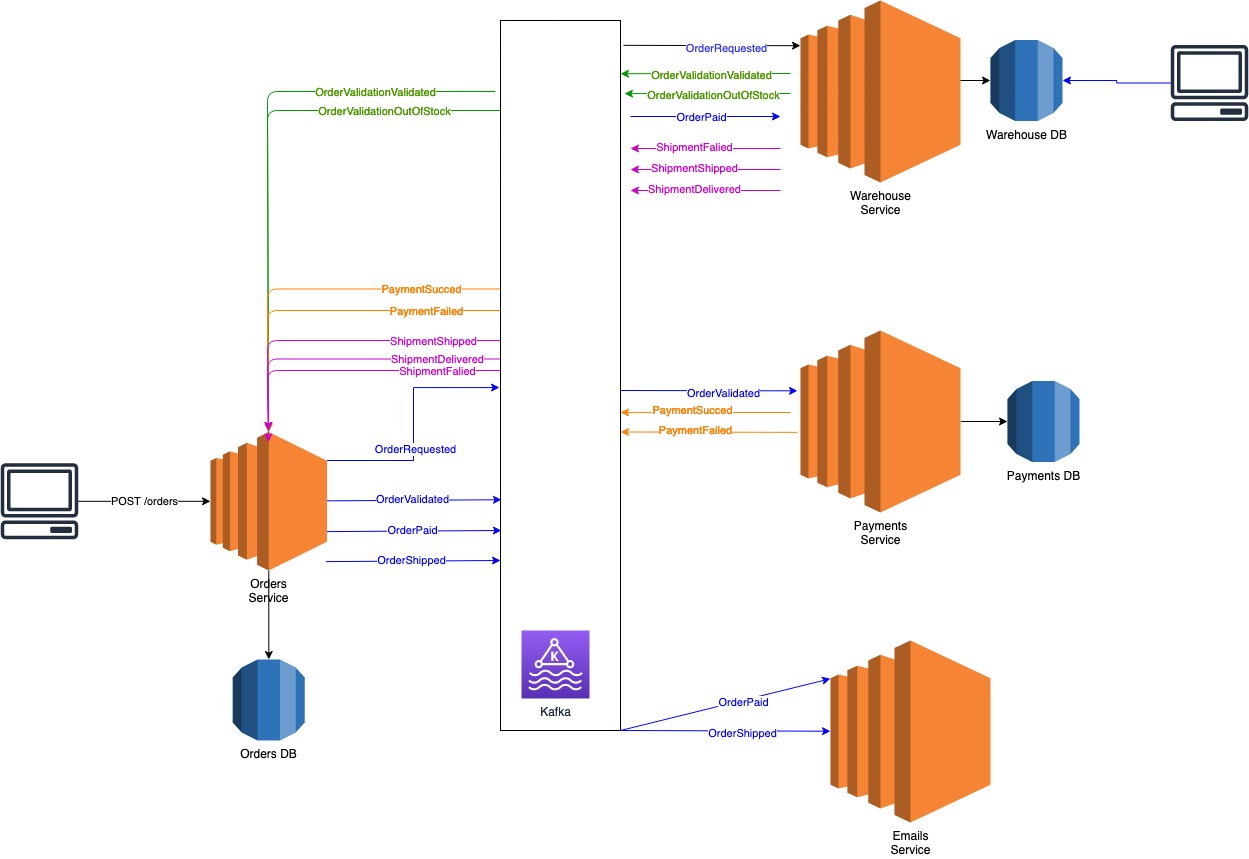 OrderRequested
OrderValidationValidated
OrderValidationOutOfStock
OrderPaid
ShipmentFalied
ShipmentShipped
ShipmentDelivered
Warehouse
Service
Warehouse DB
OrderValidationValidated
OrderValidationOutOfStock
PaymentSucced
PaymentFailed
ShipmentShipped
ShipmentDelivered
ShipmentFalied
OrderRequested
OrderValidated
OrderPaid
OrderShipped
POST /orders
Orders
Service
Orders DB
K
Kafka
OrderValidated
PaymentSucced
PaymentFailed
Payments
Service
Payments DB
OrderPaid
OrderShipped
Emails
Service